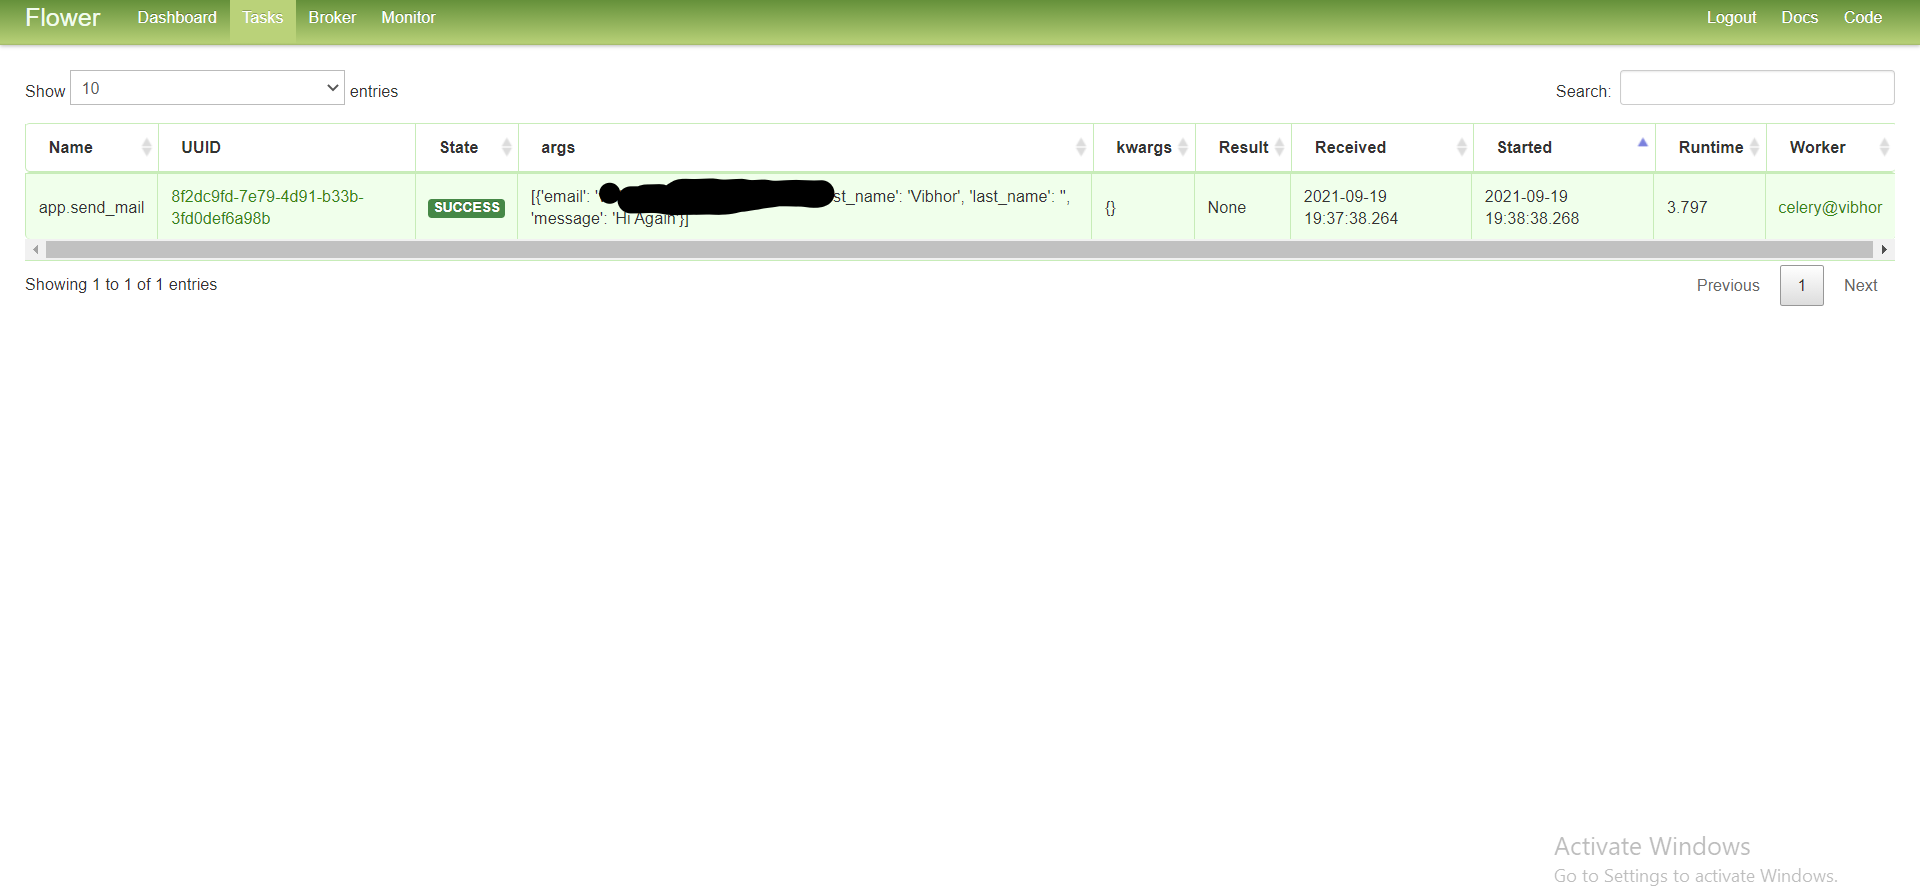 Flower Dashboard Tasks Broker Monitor Logout Docs Code
Show 10 entries Search:
Name UUID State args kwargs Result Received Started Runtime Worker
app.send_mail 8f2dc9fd-7e79-4d91-b33b-3fd0def6a98b SUCCESS [{'email': ' st_name': 'Vibhor', 'last_name': '', 'message': 'Hi Again'}] {} None 2021-09-19 19:37:38.264 2021-09-19 19:38:38.268 3.797 celery@vibhor
Showing 1 to 1 of 1 entries Previous 1 Next
Activate Windows
Go to Settings to activate Windows.